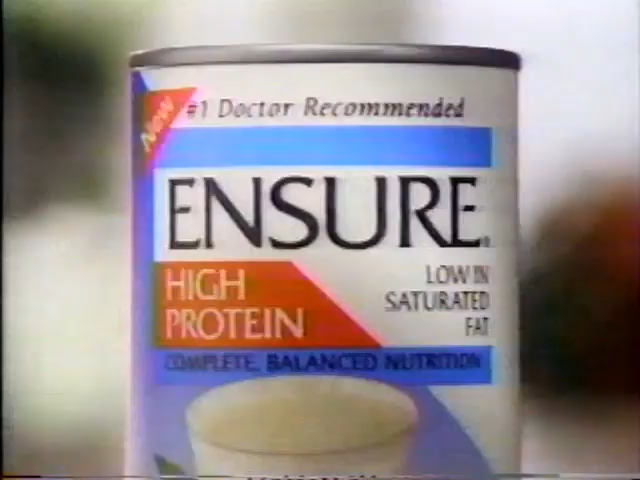 New
#1 Doctor Recommended
ENSURE
HIGH
PROTEIN
LOW IN
SATURATED
FAT
COMPLETE, BALANCED NUTRITION